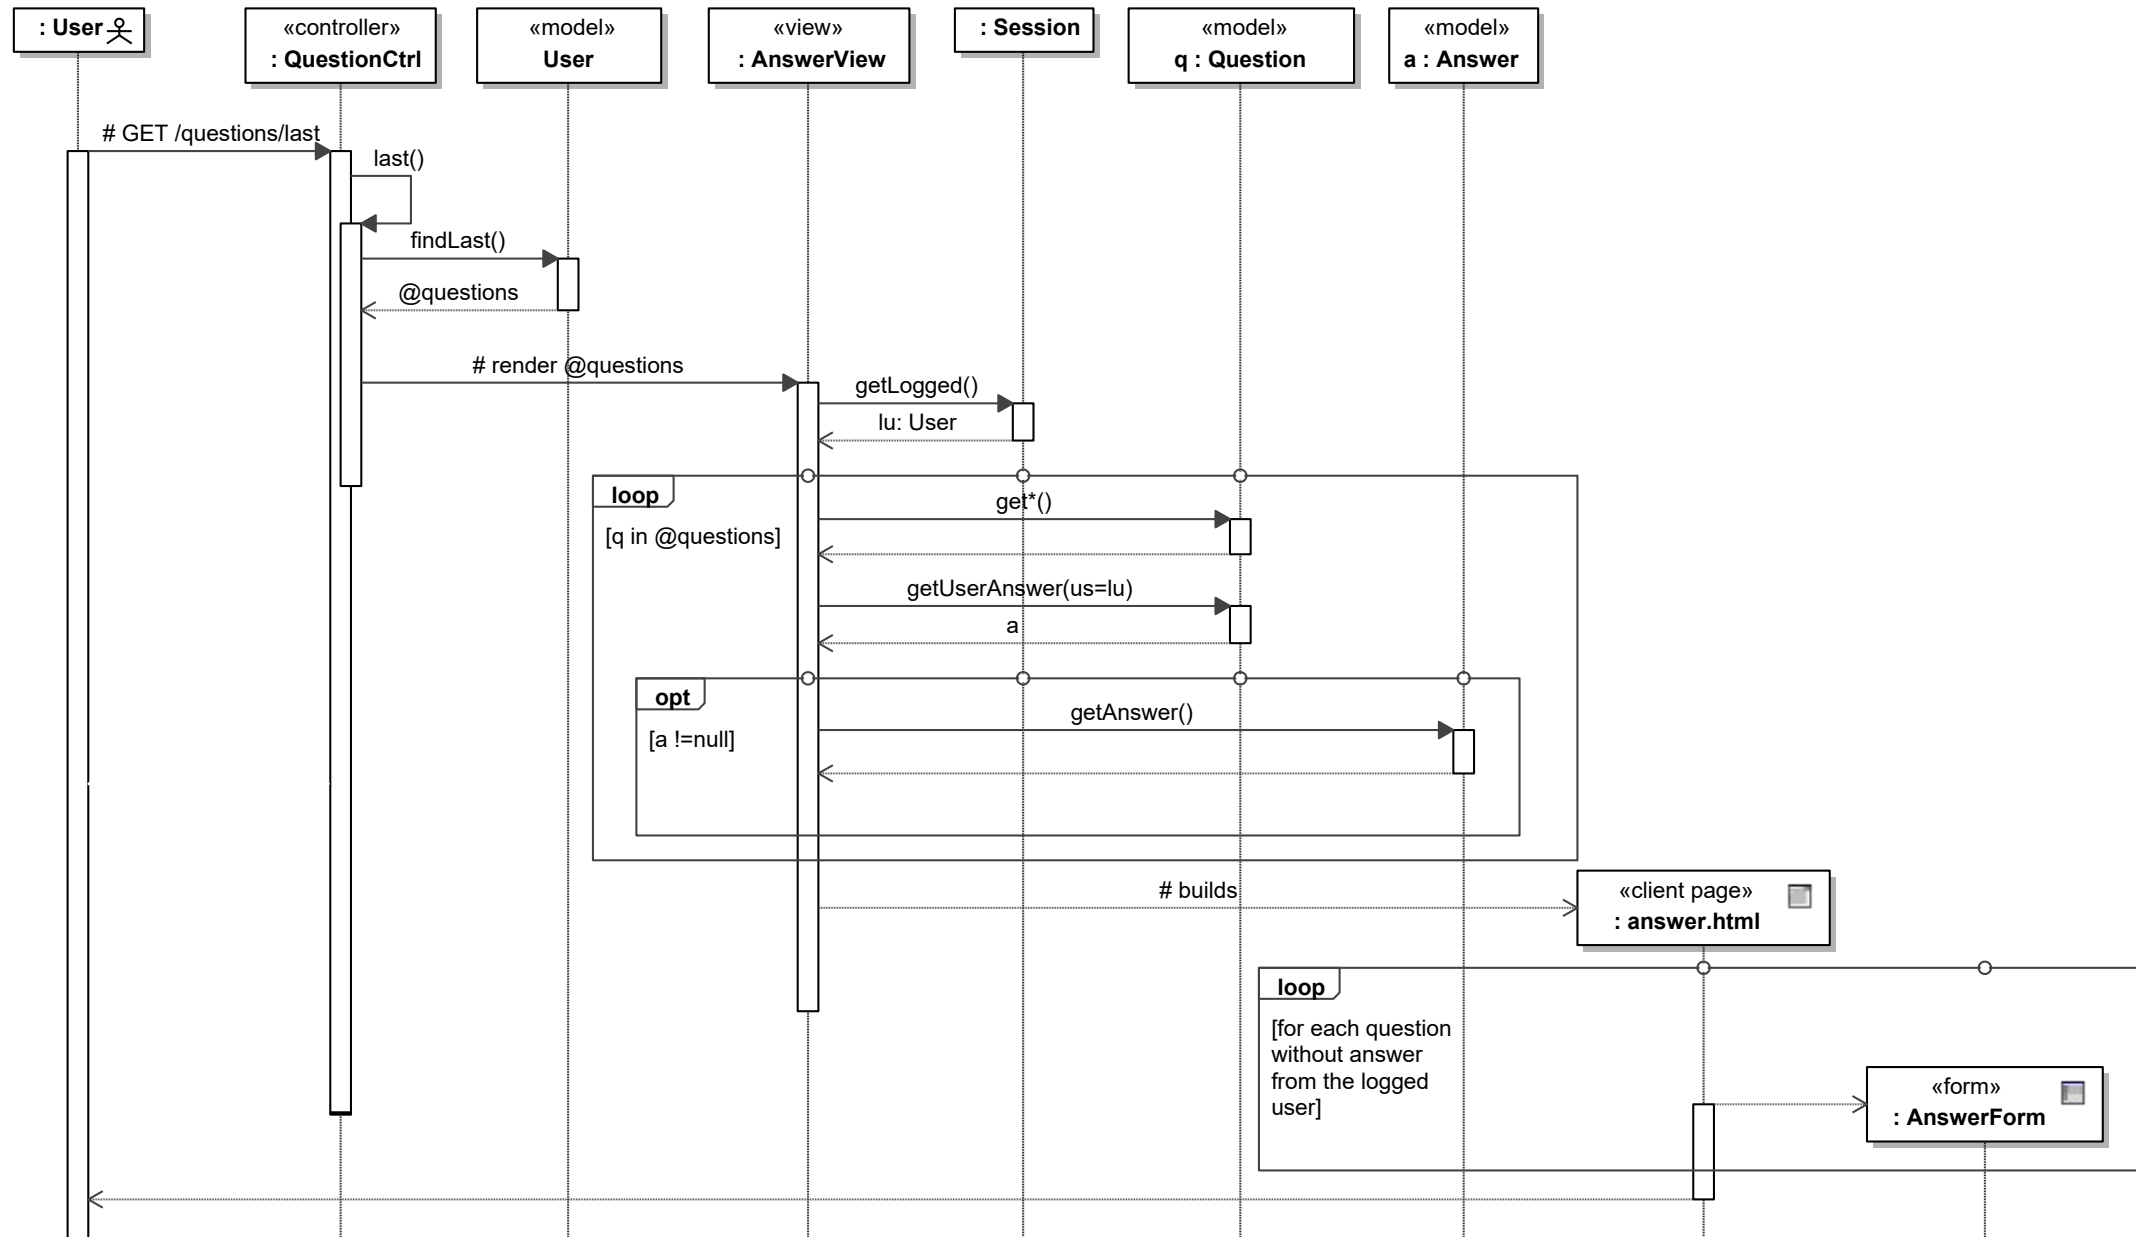 : User
«controller»
: QuestionCtrl
«model»
User
«view»
: AnswerView
: Session
«model»
q : Question
«model»
a : Answer
# GET /questions/last
last()
findLast()
@questions
# render @questions
getLogged()
lu: User
loop
[q in @questions]
get*()
getUserAnswer(us=lu)
a
opt
[a !=null]
getAnswer()
# builds
«client page»
: answer.html
loop
[for each question
without answer
from the logged
user]
«form»
: AnswerForm